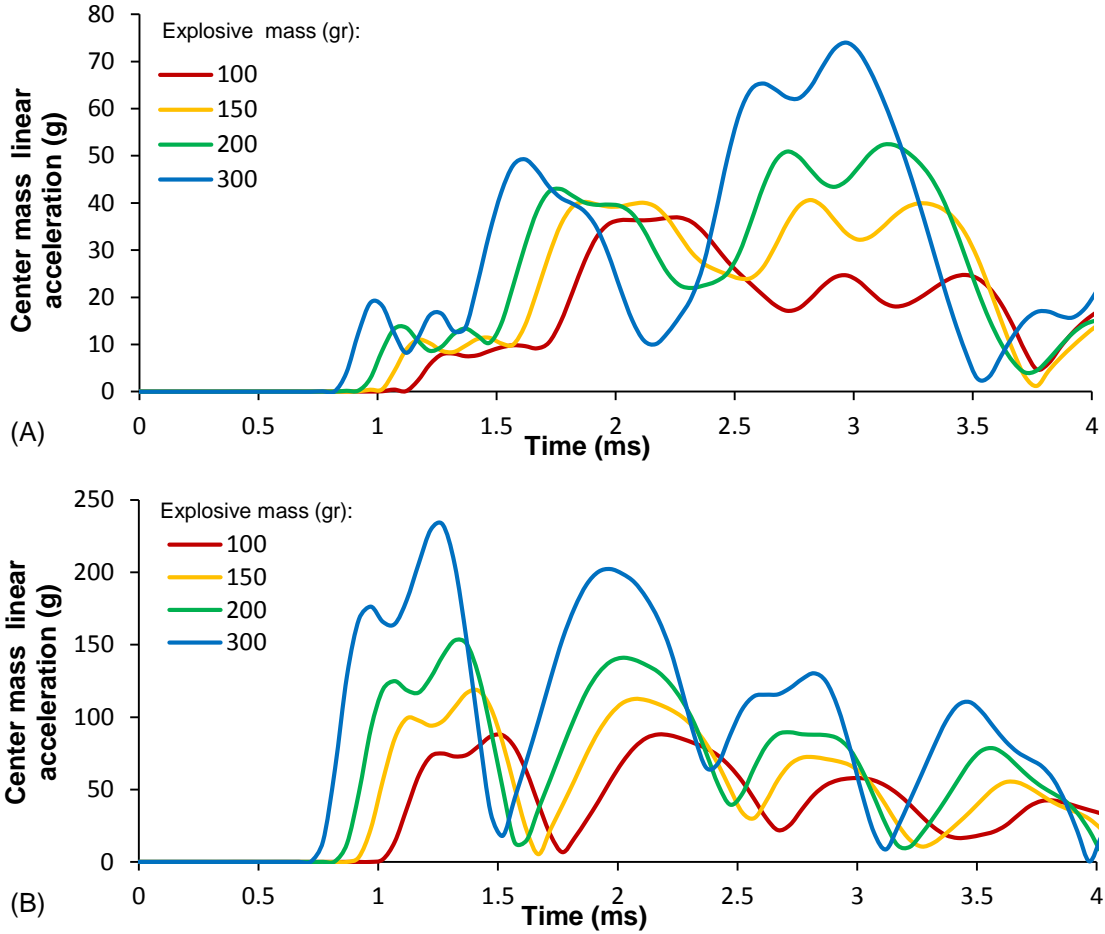 80
70
60
50
40
30
20
10
0
Center mass linear
acceleration (g)
Explosive mass (gr):
100
150
200
300
0 0.5 1 1.5 2 2.5 3 3.5 4
Time (ms)
(A)
250
200
150
100
50
0
Center mass linear
acceleration (g)
Explosive mass (gr):
100
150
200
300
0 0.5 1 1.5 2 2.5 3 3.5 4
Time (ms)
(B)